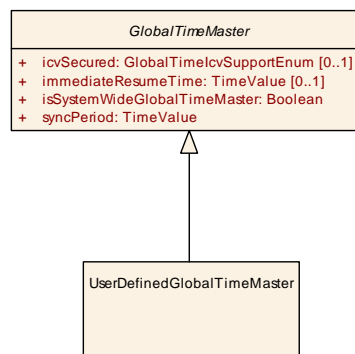 GlobalTimeMaster
+ icvSecured: GlobalTimeIcvSupportEnum [0..1]
+ immediateResumeTime: TimeValue [0..1]
+ isSystemWideGlobalTimeMaster: Boolean
+ syncPeriod: TimeValue
UserDefinedGlobalTimeMaster